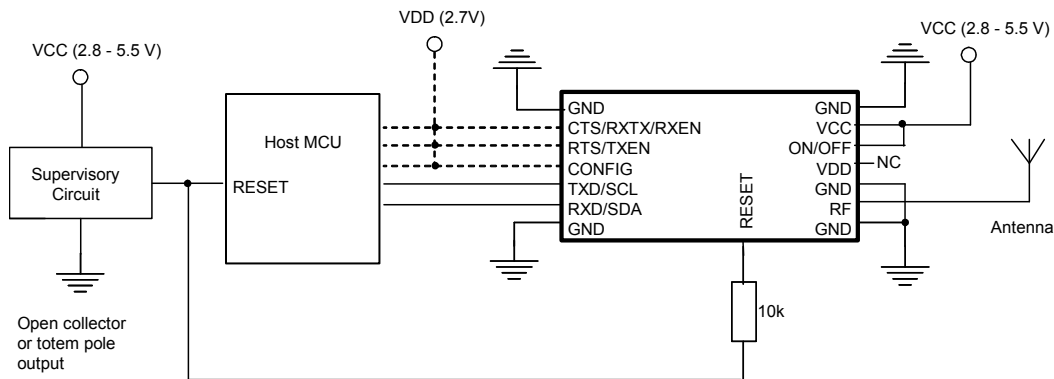 VDD (2.7V)
VCC (2.8 - 5.5 V)
VCC (2.8 - 5.5 V)
Host MCU
RESET
Supervisory
Circuit
Open collector
or totem pole
output
GND
CTS/RXTX/RXEN
RTS/TXEN
CONFIG
TXD/SCL
RXD/SDA
GND
RESET
GND
VCC
ON/OFF
VDD
GND
RF
GND
NC
Antenna
10k